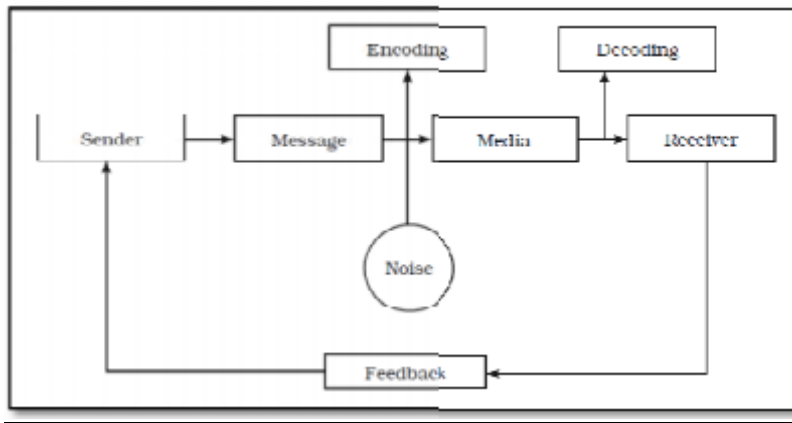 Encoding
Decoding
Sender
Message
Media
Receiver
Noise
Feedback